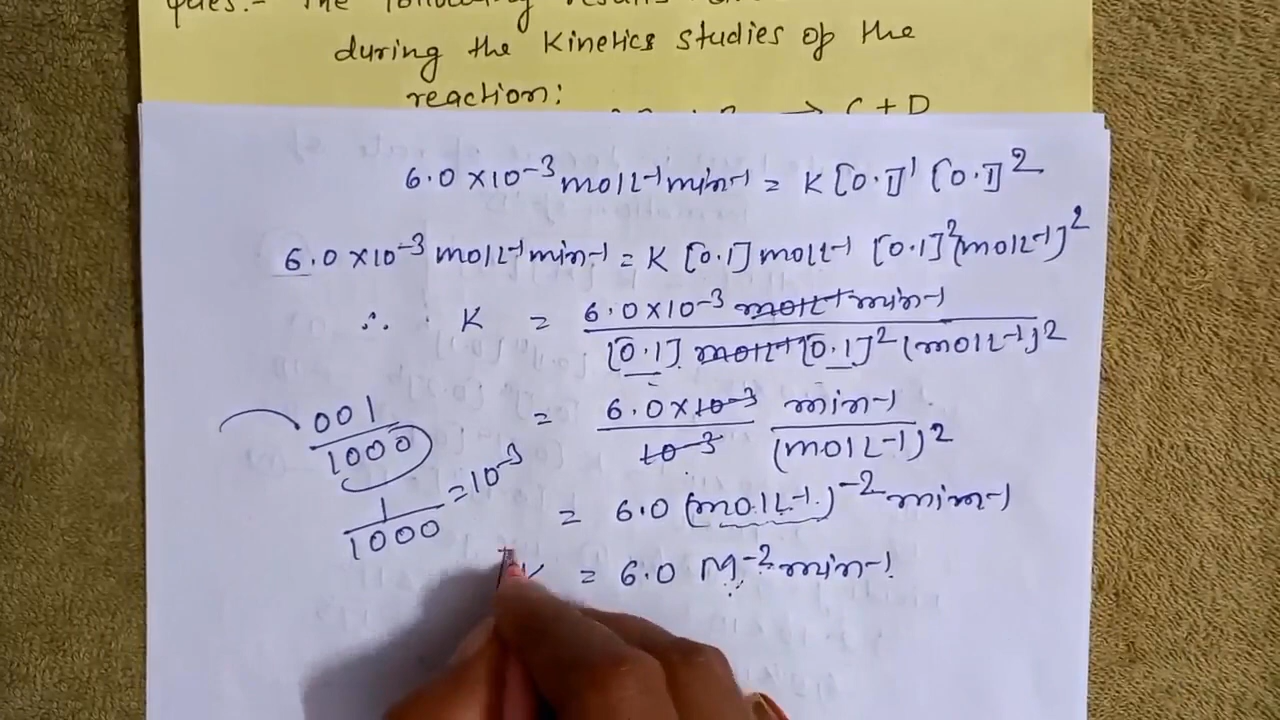 Ques:- The following results
during the Kinetics studies of the
reaction:
→ C + D
6.0 ×10⁻³ mol L⁻¹ min⁻¹ = K [0.1]¹ [0.1]²
6.0 ×10⁻³ mol L⁻¹ min⁻¹ = K [0.1] mol L⁻¹ [0.1]² (mol L⁻¹)²
∴ K = 6.0 ×10⁻³ mol L⁻¹ min⁻¹
[0.1] mol L⁻¹ [0.1]² (mol L⁻¹)²
= 6.0 × 10⁻³ min⁻¹
10⁻³ (mol L⁻¹)²
001
1000
1 = 10⁻³
1000
= 6.0 (mol L⁻¹)⁻² min⁻¹
K = 6.0 M⁻² min⁻¹